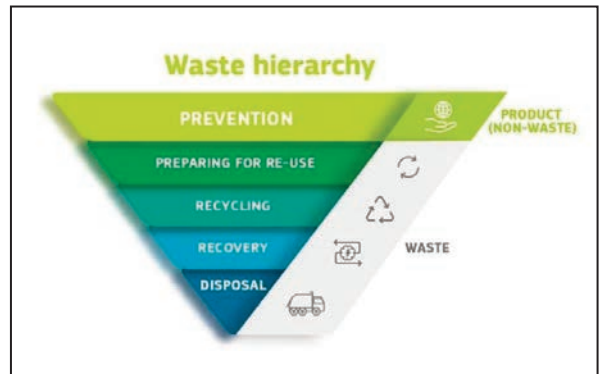 Waste hierarchy
PREVENTION
PRODUCT
(NON-WASTE)
PREPARING FOR RE-USE
RECYCLING
RECOVERY
WASTE
DISPOSAL